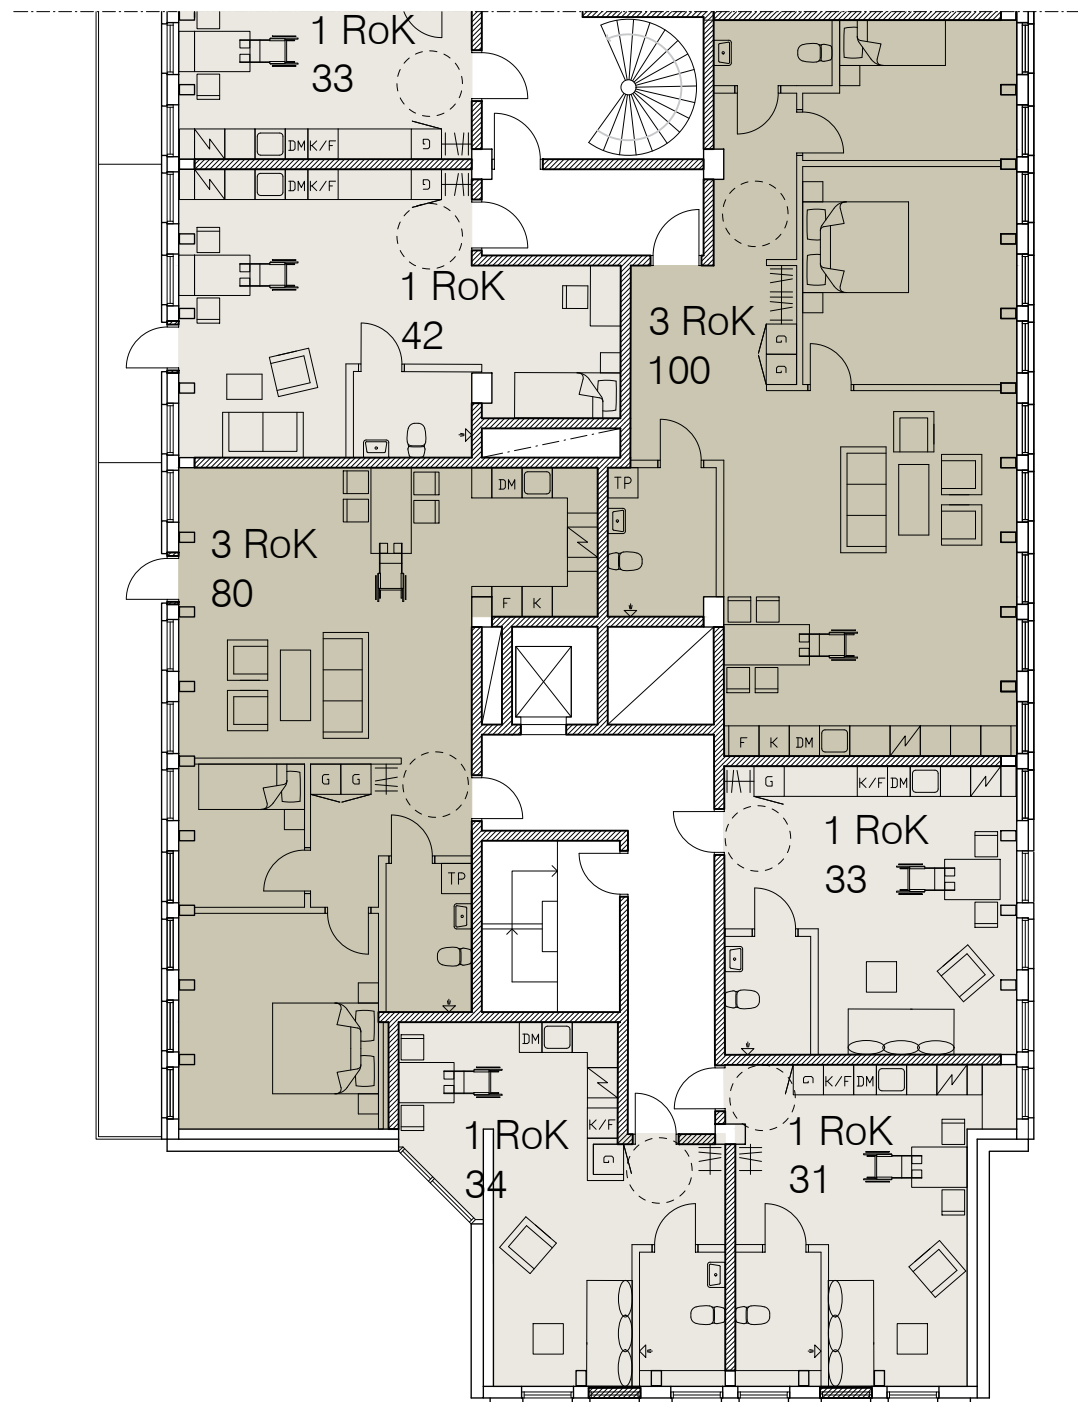 1 RoK
33
DM K/F G
DM K/F G
1 RoK
42
3 RoK
100
G
G
3 RoK
80
DM
TP
F K
F K DM
G G
G K/F DM
1 RoK
33
TP
DM
G K/F DM
K/F
1 RoK
34
G
1 RoK
31